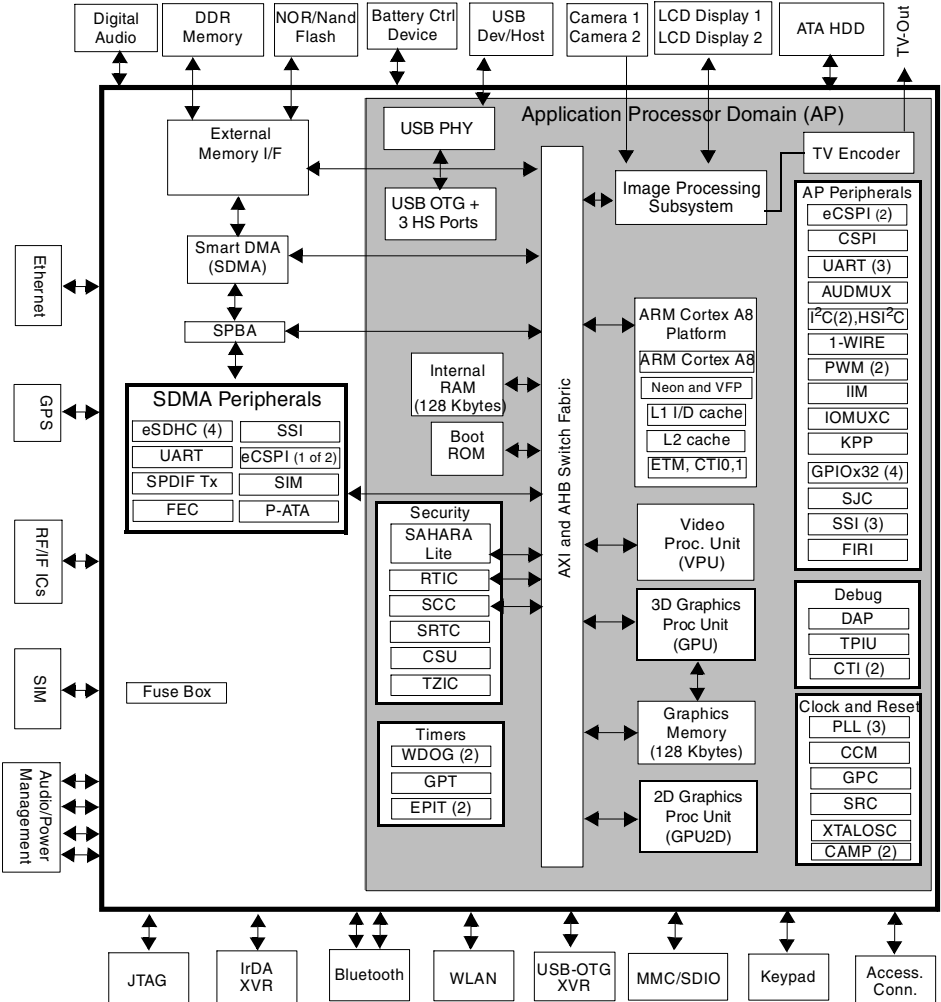 Digital
Audio
DDR
Memory
NOR/Nand
Flash
Battery Ctrl
Device
USB
Dev/Host
Camera 1
Camera 2
LCD Display 1
LCD Display 2
ATA HDD
TV-Out
Application Processor Domain (AP)
External
Memory I/F
USB PHY
TV Encoder
USB OTG +
3 HS Ports
Image Processing
Subsystem
Smart DMA
(SDMA)
SPBA
SDMA Peripherals
eSDHC (4)
SSI
UART
eCSPI (1 of 2)
SPDIF Tx
SIM
FEC
P-ATA
Fuse Box
Internal
RAM
(128 Kbytes)
Boot
ROM
Security
SAHARA
Lite
RTIC
SCC
SRTC
CSU
TZIC
Timers
WDOG (2)
GPT
EPIT (2)
AXI and AHB Switch Fabric
ARM Cortex A8
Platform
ARM Cortex A8
Neon and VFP
L1 I/D cache
L2 cache
ETM, CTI0,1
Video
Proc. Unit
(VPU)
3D Graphics
Proc Unit
(GPU)
Graphics
Memory
(128 Kbytes)
2D Graphics
Proc Unit
(GPU2D)
AP Peripherals
eCSPI (2)
CSPI
UART (3)
AUDMUX
I²C(2),HSI²C
1-WIRE
PWM (2)
IIM
IOMUXC
KPP
GPIOx32 (4)
SJC
SSI (3)
FIRI
Debug
DAP
TPIU
CTI (2)
Clock and Reset
PLL (3)
CCM
GPC
SRC
XTALOSC
CAMP (2)
Ethernet
GPS
RF/IF ICs
SIM
Audio/Power
Management
JTAG
IrDA
XVR
Bluetooth
WLAN
USB-OTG
XVR
MMC/SDIO
Keypad
Access.
Conn.